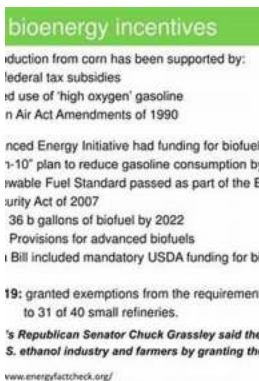 bioenergy incentives
duction from corn has been supported by:
federal tax subsidies
ed use of 'high oxygen' gasoline
n Air Act Amendments of 1990
nced Energy Initiative had funding for biofuel
n-10" plan to reduce gasoline consumption by
wable Fuel Standard passed as part of the E
urity Act of 2007
36 b gallons of biofuel by 2022
Provisions for advanced biofuels
Bill included mandatory USDA funding for bi
19: granted exemptions from the requiremen
to 31 of 40 small refineries.
's Republican Senator Chuck Grassley said the
S. ethanol industry and farmers by granting the
www.energyfactcheck.org/